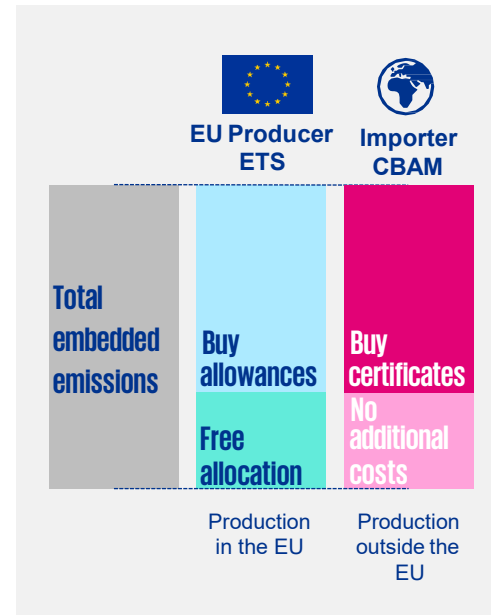 EU Producer
ETS
Importer
CBAM
Total
embedded
emissions
Buy
allowances
Buy
certificates
Free
allocation
No
additional
costs
Production
in the EU
Production
outside the
EU